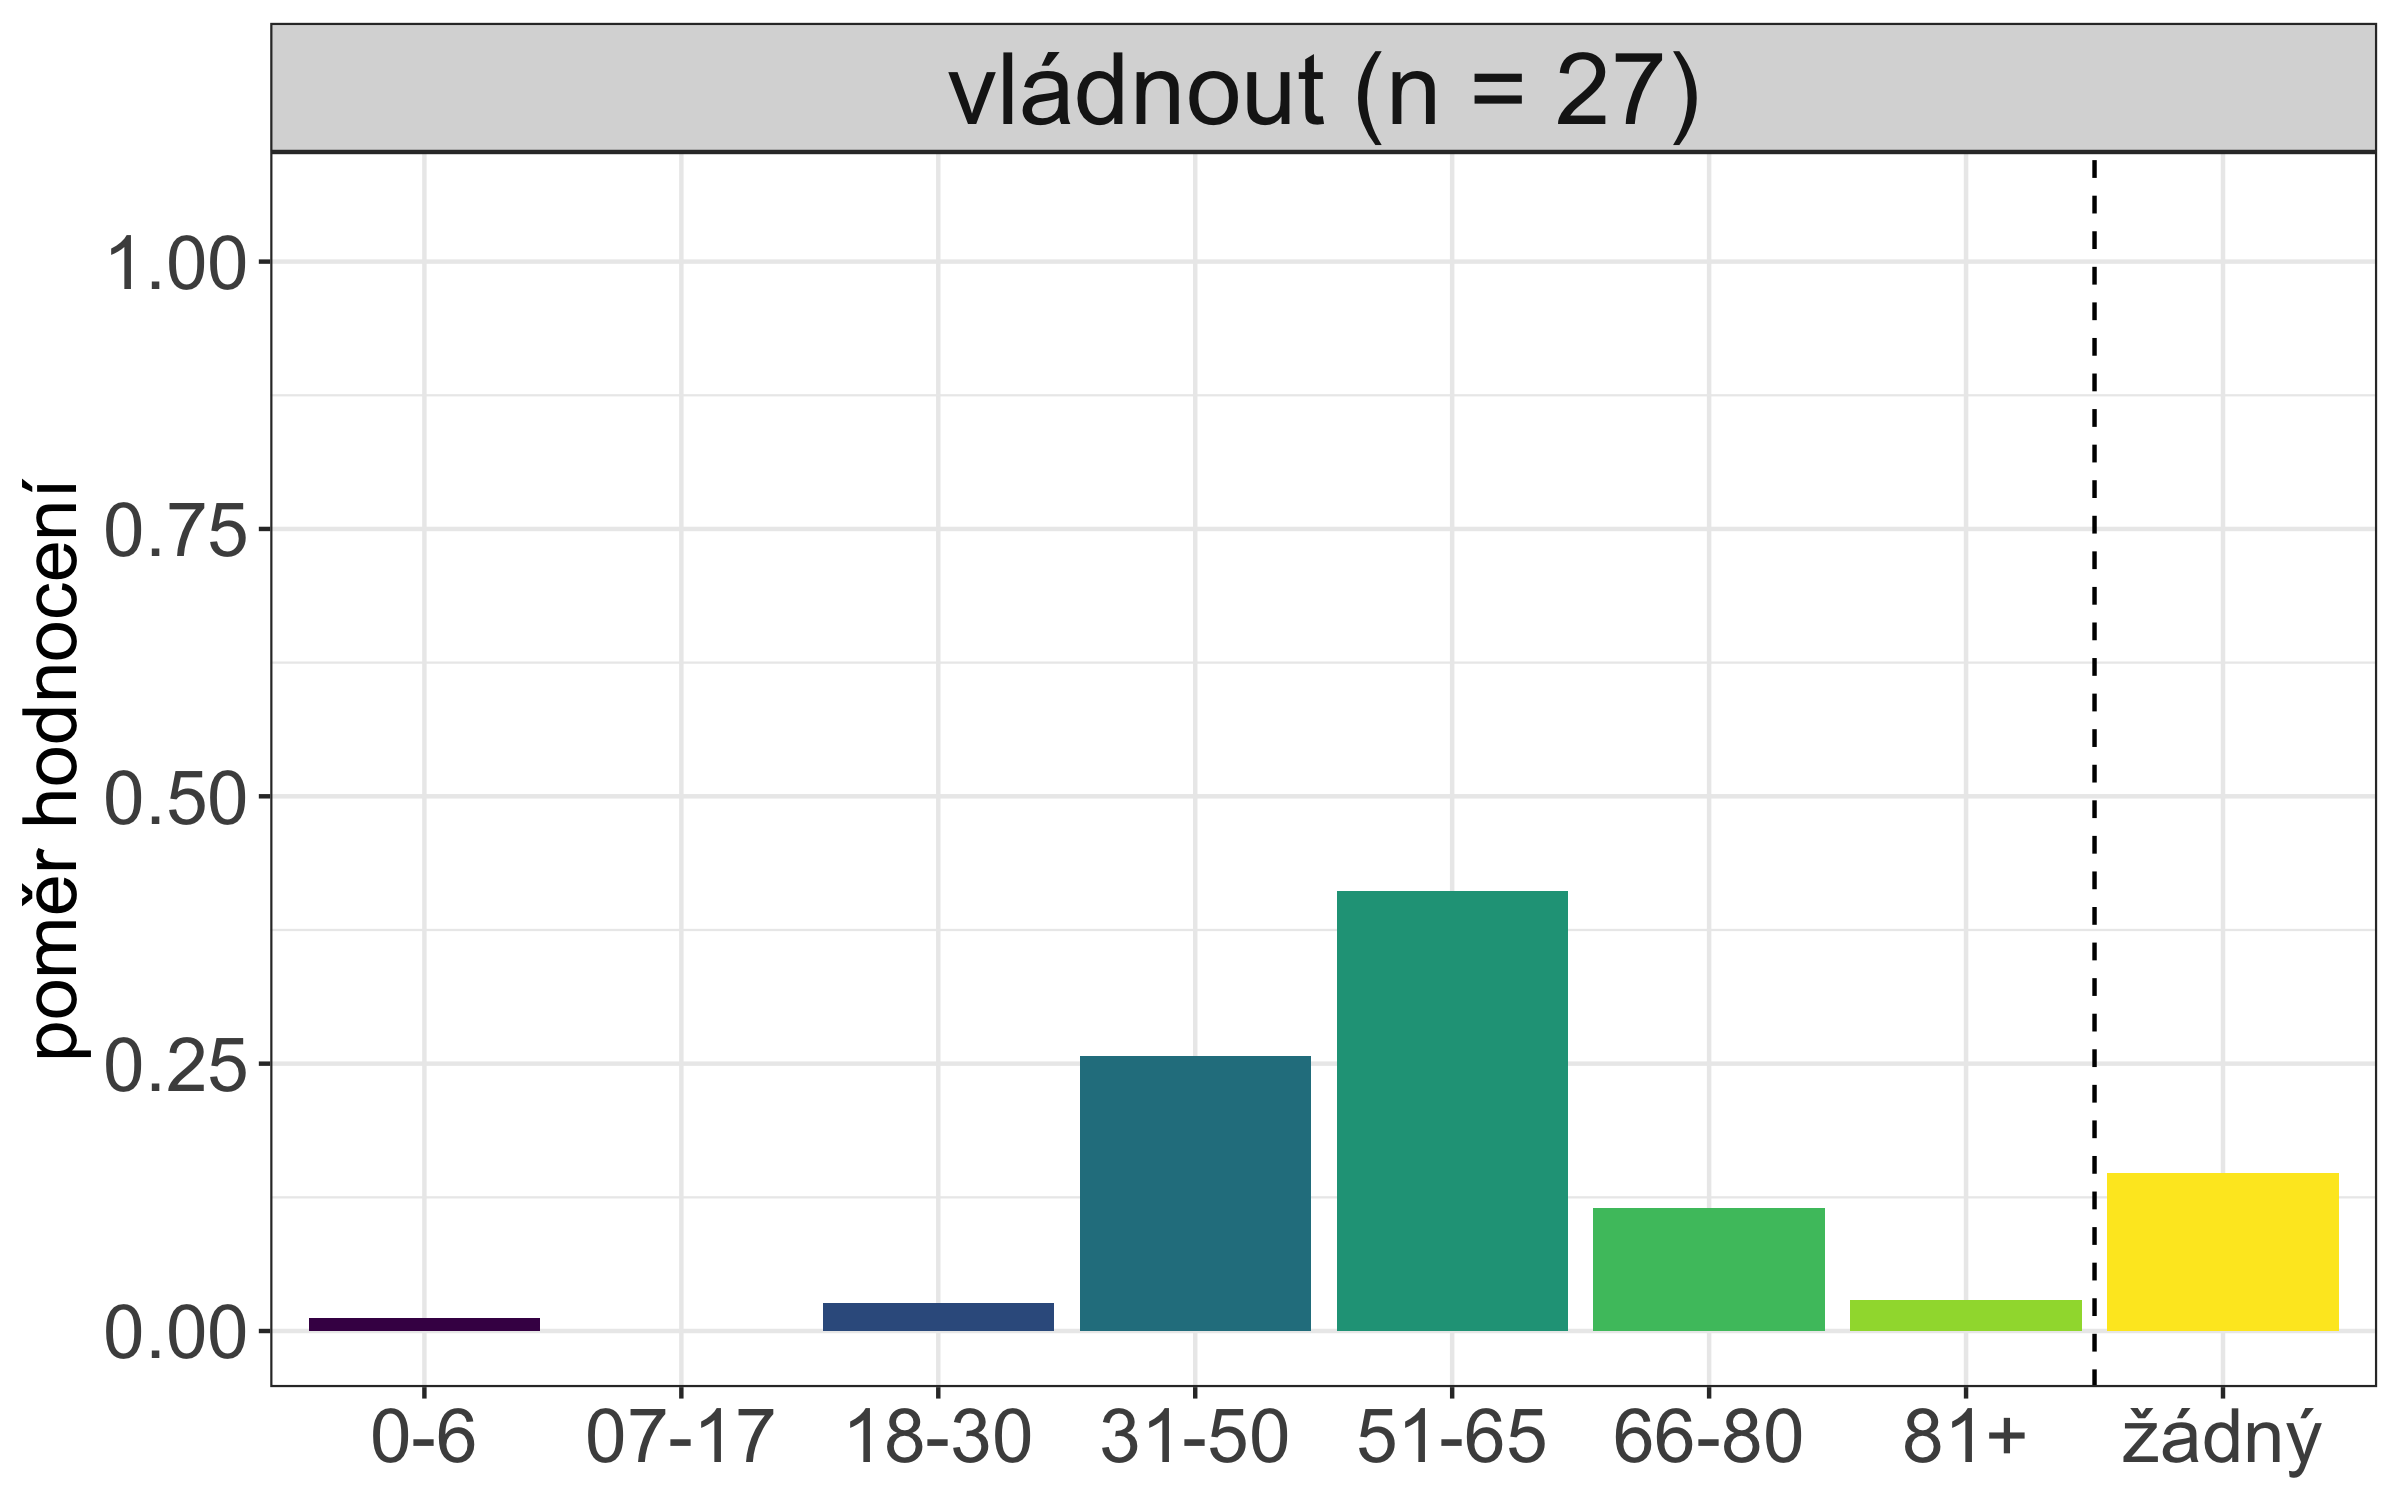 vládnout (n = 27)
poměr hodnocení
1.00
0.75
0.50
0.25
0.00
0-6 07-17 18-30 31-50 51-65 66-80 81+ žádný